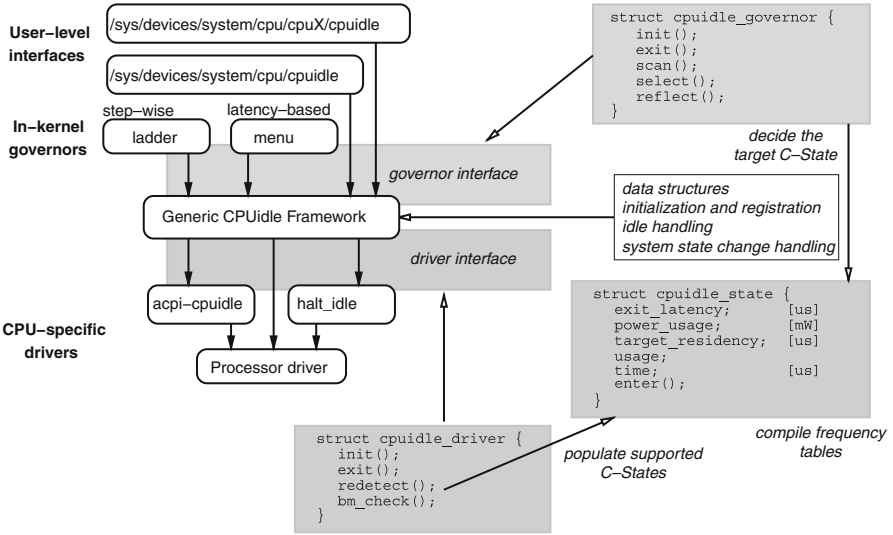 User–level
interfaces
/sys/devices/system/cpu/cpuX/cpuidle
/sys/devices/system/cpu/cpuidle
In–kernel
governors
step–wise
ladder
latency–based
menu
governor interface
Generic CPUidle Framework
driver interface
CPU–specific
drivers
acpi–cpuidle
halt_idle
Processor driver
struct cpuidle_governor {
init();
exit();
scan();
select();
reflect();
}
decide the
target C–State
data structures
initialization and registration
idle handling
system state change handling
struct cpuidle_state {
exit_latency; [us]
power_usage; [mW]
target_residency; [us]
usage;
time; [us]
enter();
}
compile frequency
tables
struct cpuidle_driver {
init();
exit();
redetect();
bm_check();
}
populate supported
C–States